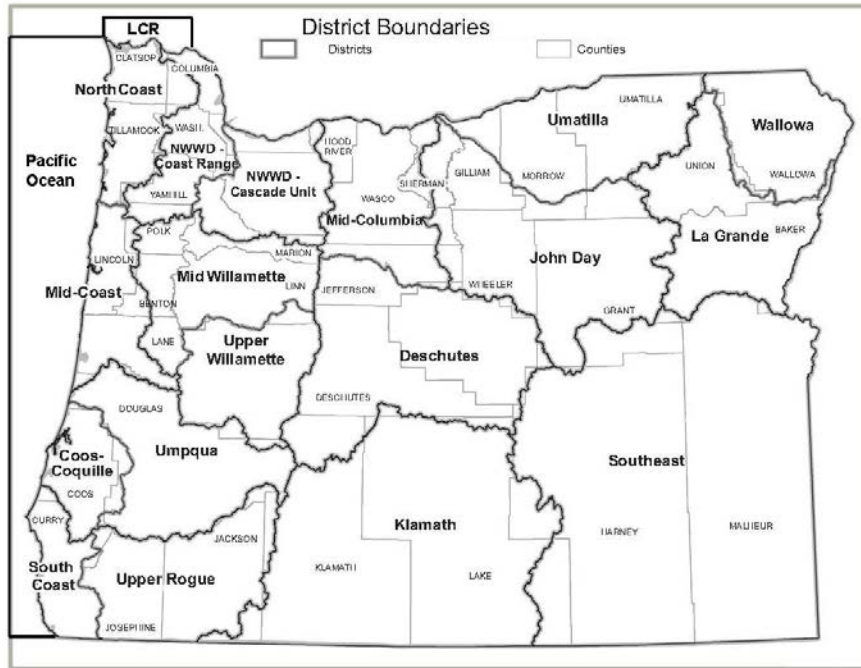 LCR
District Boundaries
Districts
Counties
CLATSOP
COLUMBIA
North Coast
TILLAMOOK
WASH.
Pacific
Ocean
NWWD -
Coast Range
NWWD -
Cascade Unit
YAMHILL
HOOD
RIVER
SHERMAN
WASCO
Mid-Columbia
GILLIAM
MORROW
Umatilla
UMATILLA
Wallowa
WALLOWA
UNION
La Grande
BAKER
POLK
LINCOLN
Mid-Coast
MARION
Mid Willamette
LINN
BENTON
JEFFERSON
WHEELER
John Day
GRANT
LANE
Upper
Willamette
Deschutes
DESCHUTES
DOUGLAS
Umpqua
Coos-
Coquille
COOS
CURRY
South
Coast
JACKSON
Upper Rogue
JOSEPHINE
KLAMATH
Klamath
LAKE
Southeast
HARNEY
MALHEUR